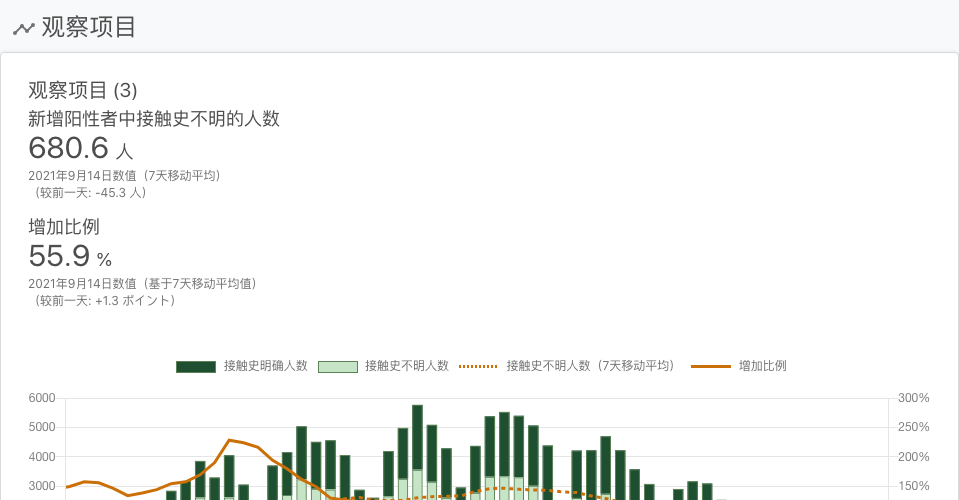 观察项目
观察项目 (3)
新增阳性者中接触史不明的人数
680.6 人
2021年9月14日数值（7天移动平均）
（较前一天: -45.3 人）
增加比例
55.9 %
2021年9月14日数值（基于7天移动平均值）
（较前一天: +1.3 ポイント）
接触史明确人数 接触史不明人数 接触史不明人数（7天移动平均） 增加比例
6000 300%
5000 250%
4000 200%
3000 150%